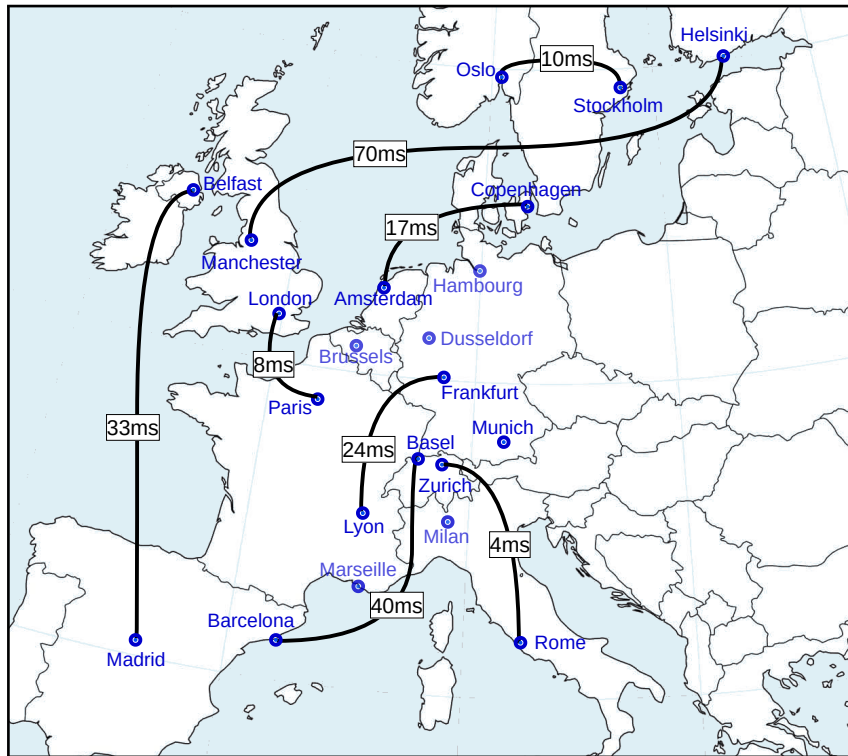 Helsinki
Oslo
10ms
Stockholm
70ms
Belfast
Copenhagen
17ms
Manchester
Hambourg
London
Amsterdam
Dusseldorf
Brussels
8ms
Frankfurt
Paris
33ms
Munich
24ms
Basel
Zurich
Lyon
Milan
4ms
Marseille
40ms
Barcelona
Madrid
Rome